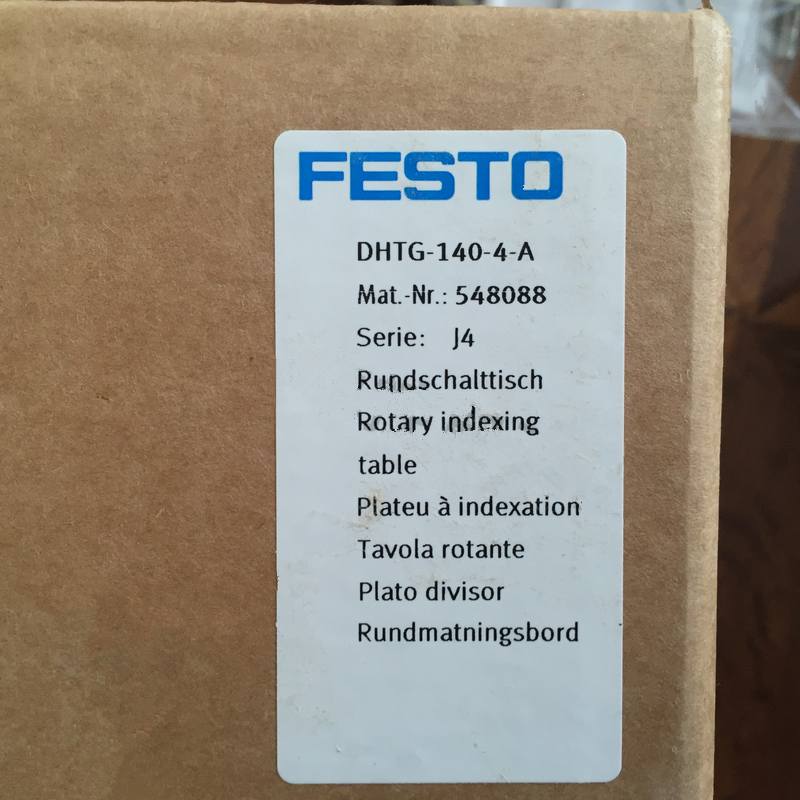 FESTO
DHTG-140-4-A
Mat.-Nr.: 548088
Serie: J4
Rundschalttisch
Rotary indexing
table
Plateu à indexation
Tavola rotante
Plato divisor
Rundmatningsbord